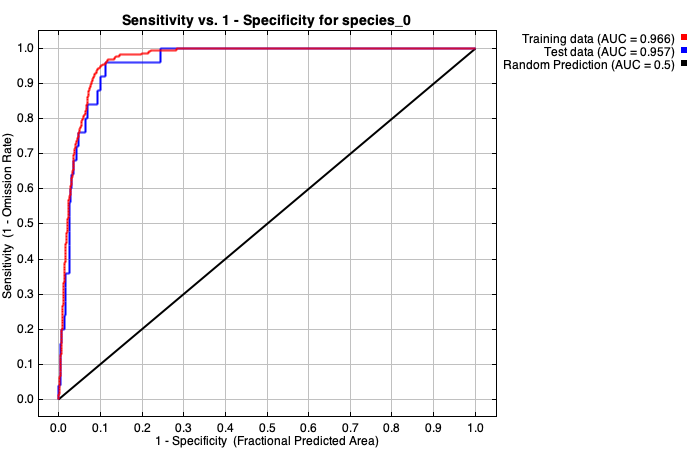 Sensitivity vs. 1 - Specificity for species_0
Training data (AUC = 0.966)
Test data (AUC = 0.957)
Random Prediction (AUC = 0.5)
Sensitivity (1 - Omission Rate)
1.0
0.9
0.8
0.7
0.6
0.5
0.4
0.3
0.2
0.1
0.0
0.0 0.1 0.2 0.3 0.4 0.5 0.6 0.7 0.8 0.9 1.0
1 - Specificity (Fractional Predicted Area)